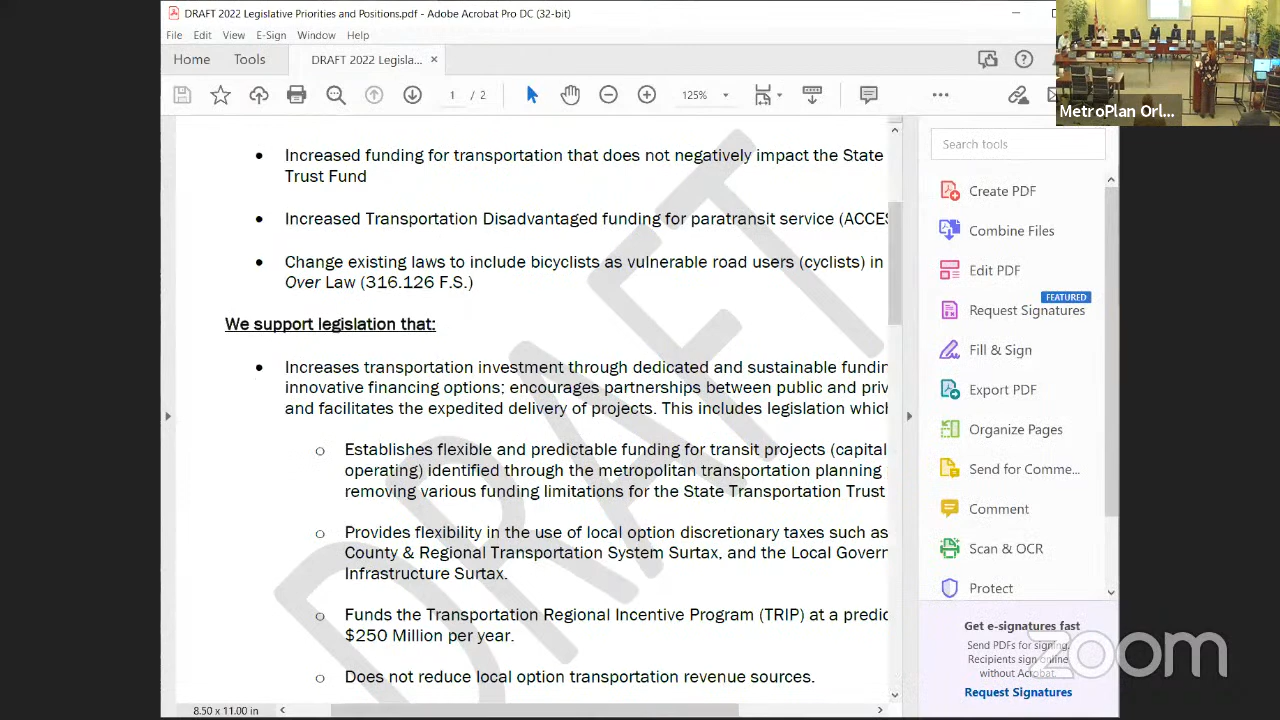 DRAFT 2022 Legislative Priorities and Positions.pdf - Adobe Acrobat Pro DC (32-bit)
File Edit View E-Sign Window Help
Home Tools DRAFT 2022 Legisla... ×
1 / 2 125%
MetroPlan Orl...
Increased funding for transportation that does not negatively impact the State
Trust Fund
Increased Transportation Disadvantaged funding for paratransit service (ACCES
Change existing laws to include bicyclists as vulnerable road users (cyclists) in
Over Law (316.126 F.S.)
We support legislation that:
Increases transportation investment through dedicated and sustainable fundin
innovative financing options; encourages partnerships between public and priv
and facilitates the expedited delivery of projects. This includes legislation which
Establishes flexible and predictable funding for transit projects (capital
operating) identified through the metropolitan transportation planning
removing various funding limitations for the State Transportation Trust
Provides flexibility in the use of local option discretionary taxes such as
County & Regional Transportation System Surtax, and the Local Govern
Infrastructure Surtax.
Funds the Transportation Regional Incentive Program (TRIP) at a predic
$250 Million per year.
Does not reduce local option transportation revenue sources.
DRAFT
8.50 x 11.00 in
Search tools
Create PDF
Combine Files
Edit PDF
FEATURED
Request Signatures
Fill & Sign
Export PDF
Organize Pages
Send for Comme...
Comment
Scan & OCR
Protect
Get e-signatures fast
Send PDFs for signing.
Recipients sign online
without Acrobat.
Request Signatures
zoom